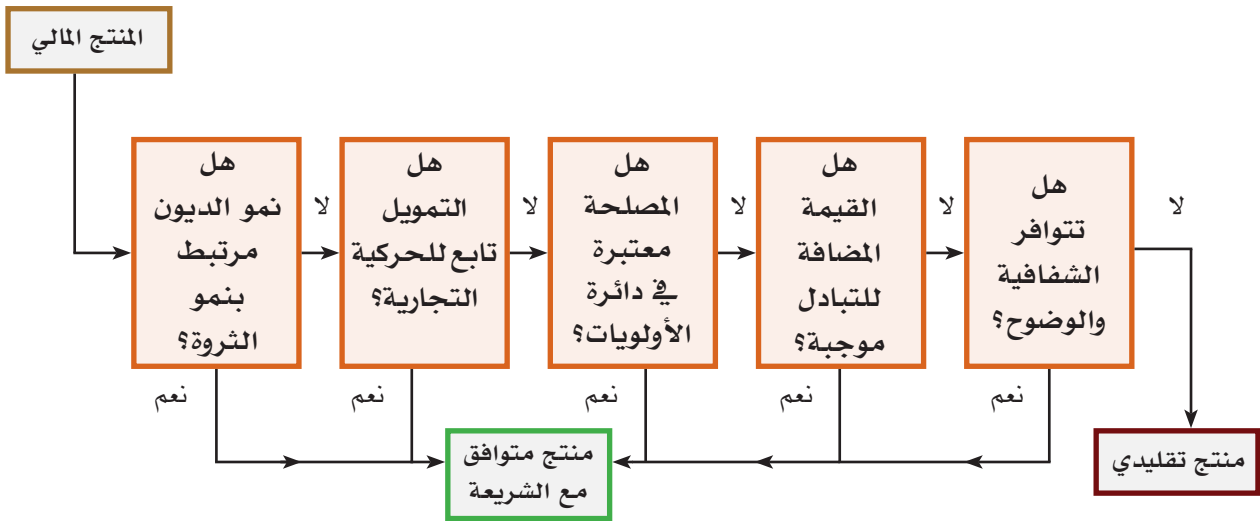 المنتج المالي
هل
نمو الديون
مرتبط
بنمو
الثروة؟
لا
نعم
هل
التمويل
تابع للحركية
التجارية؟
لا
نعم
هل
المصلحة
معتبرة
في دائرة
الأولويات؟
لا
نعم
هل
القيمة
المضافة
للتبادل
موجبة؟
لا
نعم
هل
تتوافر
الشفافية
والوضوح؟
لا
نعم
منتج متوافق
مع الشريعة
منتج تقليدي